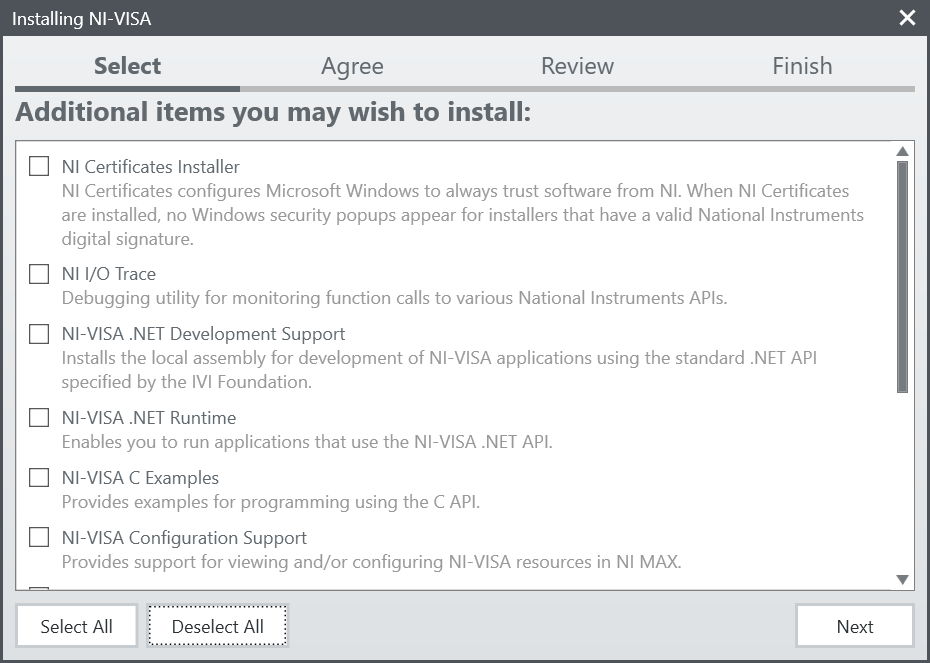 Installing NI-VISA
Select
Agree
Review
Finish
Additional items you may wish to install:
NI Certificates Installer
NI Certificates configures Microsoft Windows to always trust software from NI. When NI Certificates
are installed, no Windows security popups appear for installers that have a valid National Instruments
digital signature.
NI I/O Trace
Debugging utility for monitoring function calls to various National Instruments APIs.
NI-VISA .NET Development Support
Installs the local assembly for development of NI-VISA applications using the standard .NET API
specified by the IVI Foundation.
NI-VISA .NET Runtime
Enables you to run applications that use the NI-VISA .NET API.
NI-VISA C Examples
Provides examples for programming using the C API.
NI-VISA Configuration Support
Provides support for viewing and/or configuring NI-VISA resources in NI MAX.
Select All
Deselect All
Next